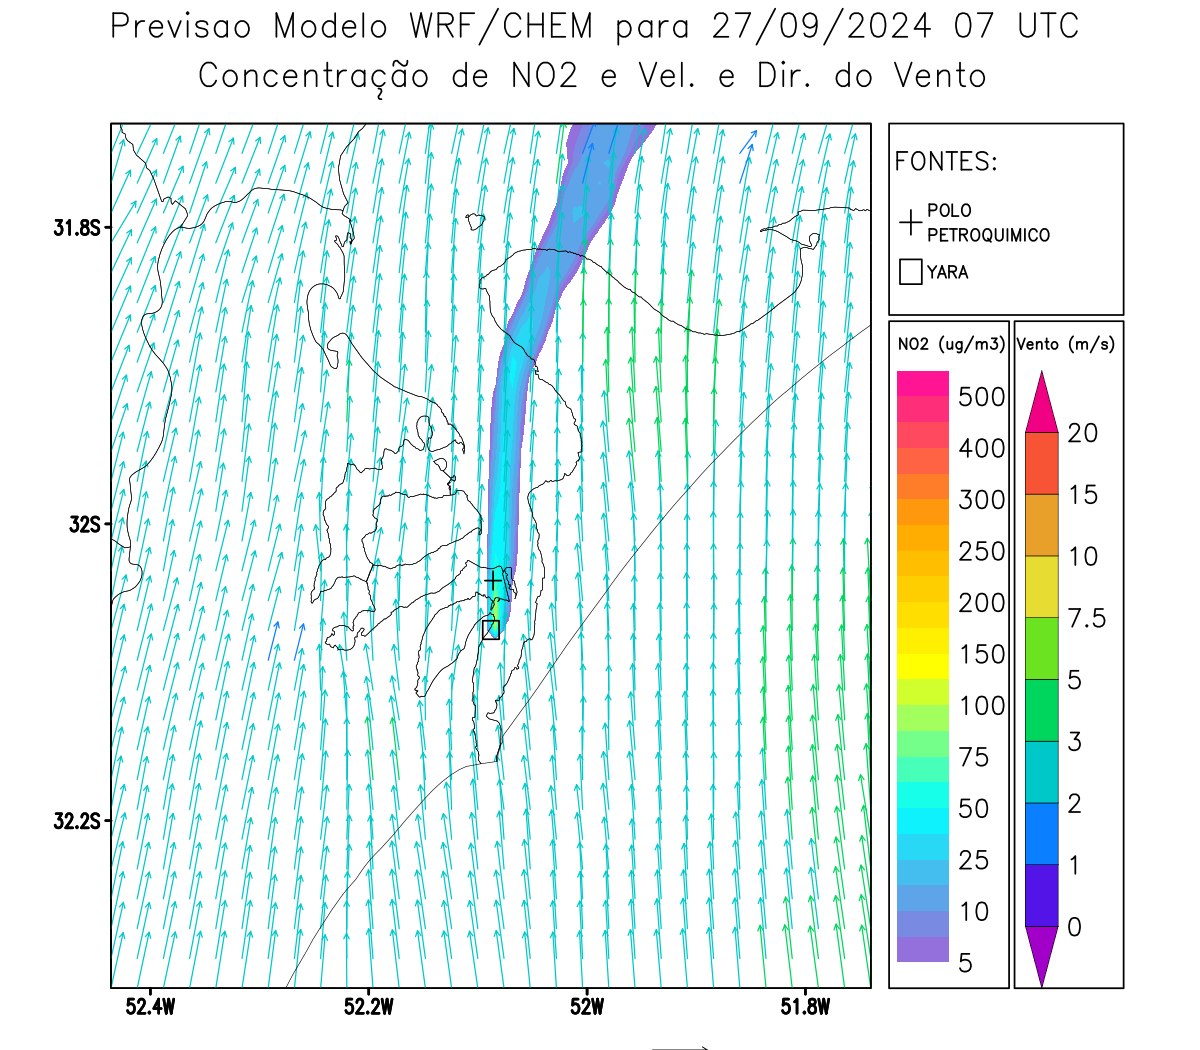 Previsao Modelo WRF/CHEM para 27/09/2024 07 UTC
Concentração de NO2 e Vel. e Dir. do Vento
FONTES:
POLO
PETROQUIMICO
YARA
NO2 (ug/m3)
500
400
300
250
200
150
100
75
50
25
10
5
Vento (m/s)
20
15
10
7.5
5
3
2
1
0
31.8S
32S
32.2S
52.4W
52.2W
52W
51.8W